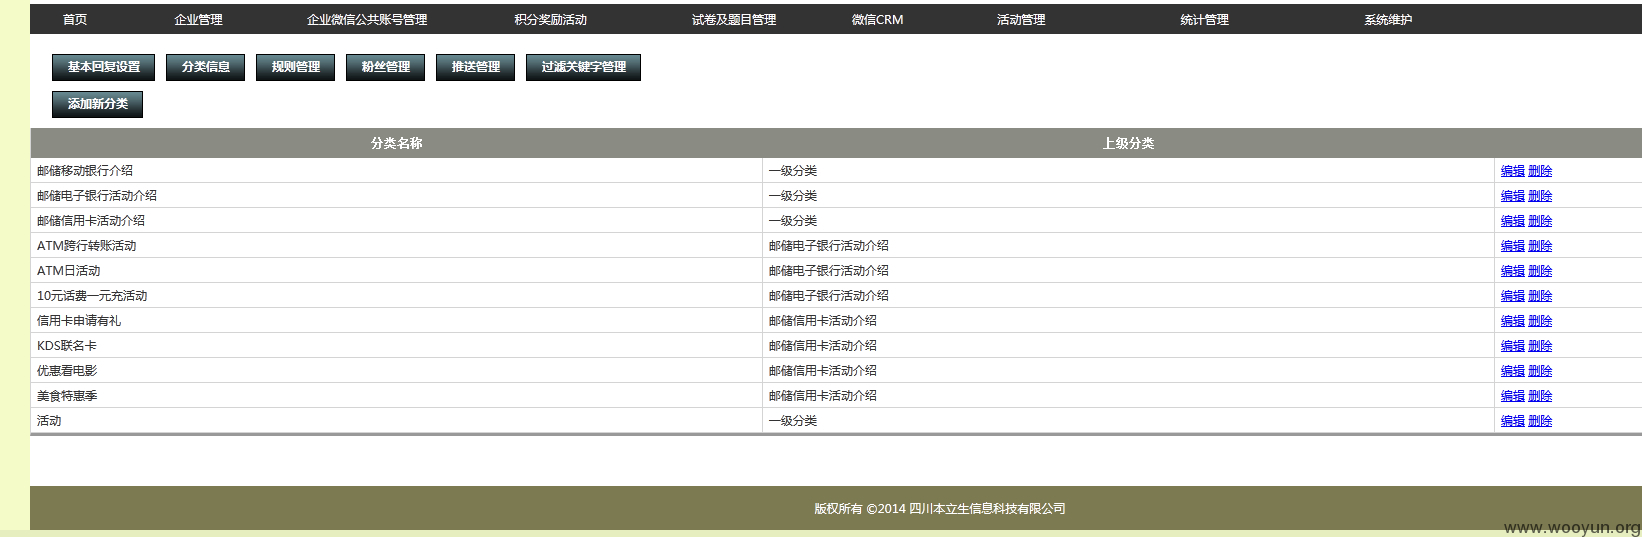 首页 企业管理 企业微信公共账号管理 积分奖励活动 试卷及题目管理 微信CRM 活动管理 统计管理 系统维护
基本回复设置 分类信息 规则管理 粉丝管理 推送管理 过滤关键字管理
添加新分类
分类名称 上级分类
邮储移动银行介绍 一级分类 编辑 删除
邮储电子银行活动介绍 一级分类 编辑 删除
邮储信用卡活动介绍 一级分类 编辑 删除
ATM跨行转账活动 邮储电子银行活动介绍 编辑 删除
ATM日活动 邮储电子银行活动介绍 编辑 删除
10元话费一元充活动 邮储电子银行活动介绍 编辑 删除
信用卡申请有礼 邮储信用卡活动介绍 编辑 删除
KDS联名卡 邮储信用卡活动介绍 编辑 删除
优惠看电影 邮储信用卡活动介绍 编辑 删除
美食特惠季 邮储信用卡活动介绍 编辑 删除
活动 一级分类 编辑 删除
版权所有 ©2014 四川本立生信息科技有限公司
www.wooyun.org